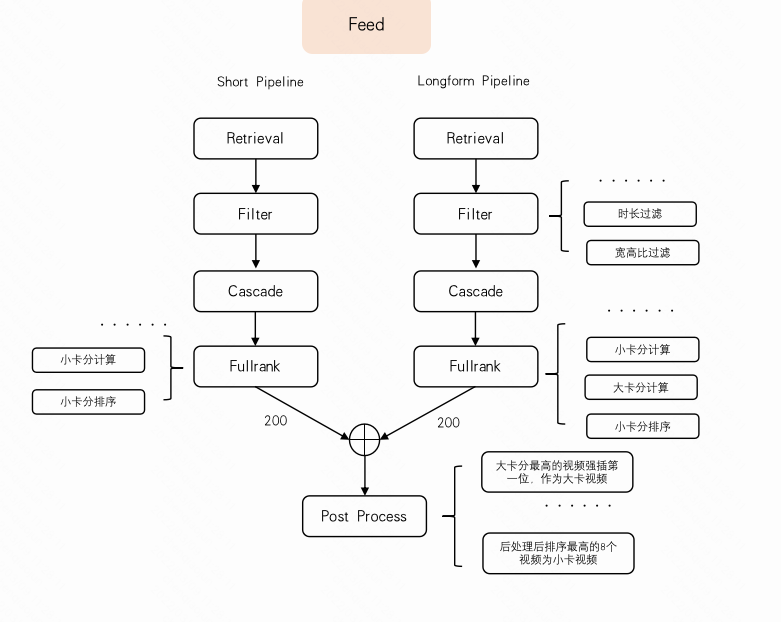 Feed
Short Pipeline
Longform Pipeline
Retrieval
Retrieval
Filter
Filter
······
时长过滤
宽高比过滤
Cascade
Cascade
······
小卡分计算
小卡分排序
Fullrank
Fullrank
······
小卡分计算
大卡分计算
小卡分排序
200
200
Post Process
大卡分最高的视频强插第
一位，作为大卡视频
······
后处理后排序最高的8个
视频为小卡视频